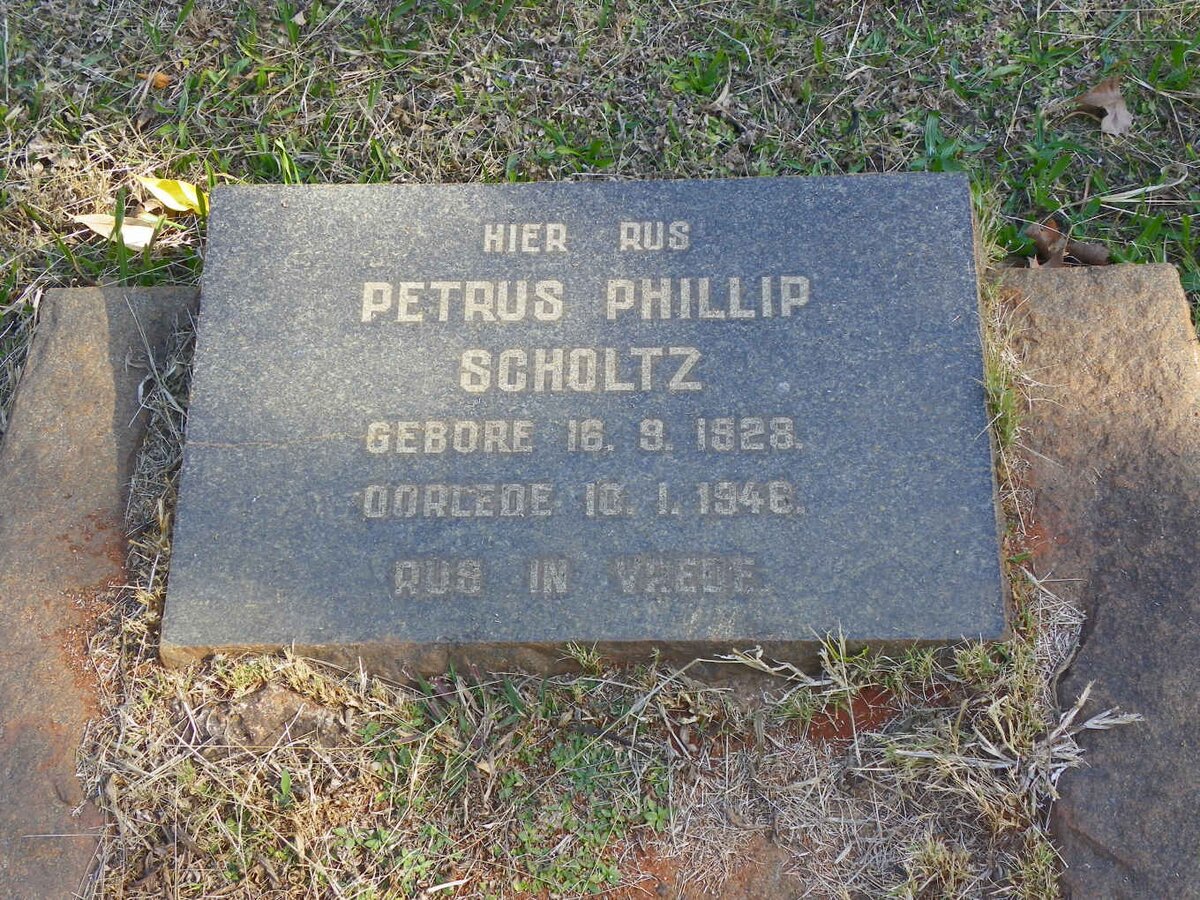 HIER RUS
PETRUS PHILLIP
SCHOLTZ
GEBORE 16. 9. 1928.
OORLEDE 10. 1. 1946.
RUS IN VREDE.